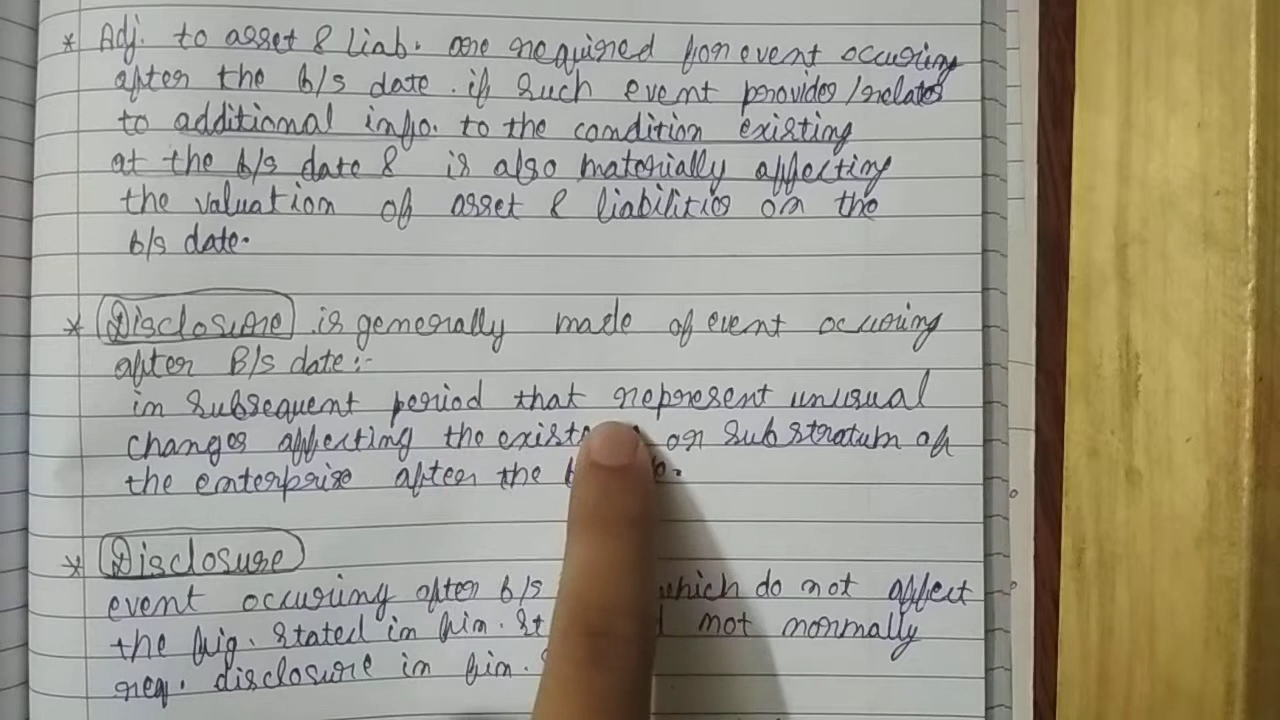 * Adj. to asset & liab. are required for event occuring
after the b/s date. if such event provides/relates
to additional info. to the condition existing
at the b/s date & is also materially affecting
the valuation of asset & liabilities on the
b/s date.
* Disclosure is generally made of event occuring
after B/s date:-
in subsequent period that represent unusual
changes affecting the or substratum of
the enterprise after the
* Disclosure
event occuring after b/s which do not affect
the fig. stated in fin. not normally
req. disclosure in fin.